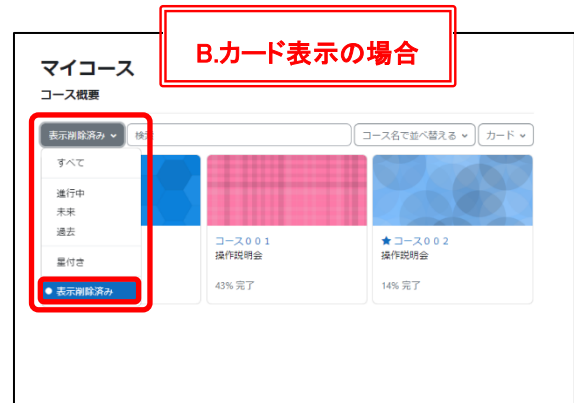 B.カード表示の場合
マイコース
コース概要
表示削除済み
コース名で並べ替える
カード
すべて
進行中
未来
過去
星付き
表示削除済み
コース001
操作説明会
43% 完了
★コース002
操作説明会
14% 完了